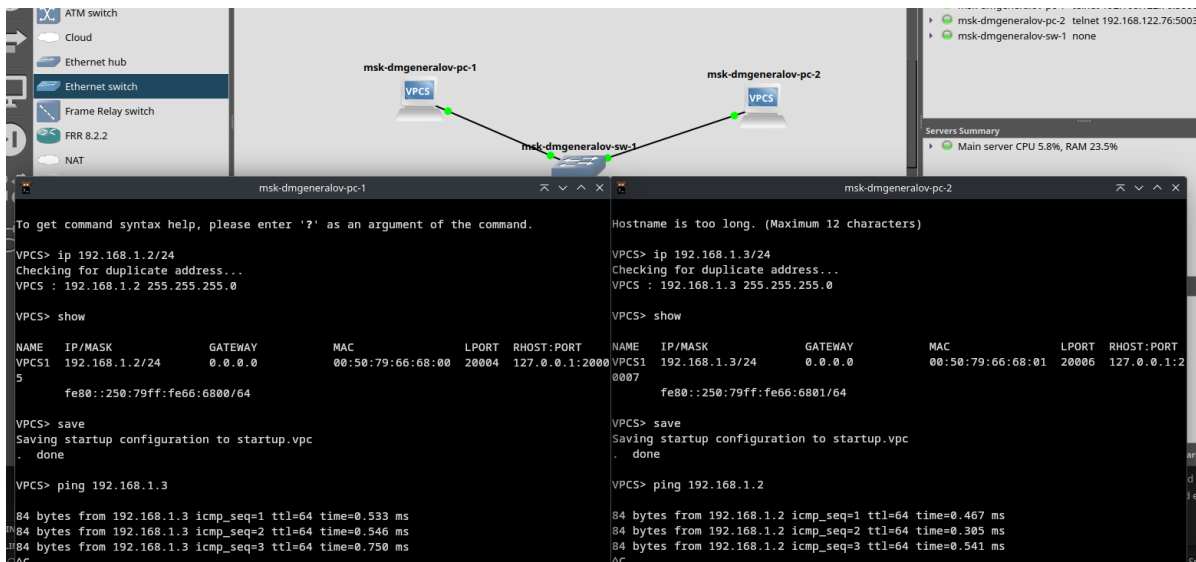 ATM switch
Cloud
Ethernet hub
Ethernet switch
Frame Relay switch
FRR 8.2.2
NAT
msk-dmgeneralov-pc-1
VPCS
msk-dmgeneralov-pc-2
VPCS
msk-dmgeneralov-sw-1
msk-dmgeneralov-pc-2 telnet 192.168.122.76:5003
msk-dmgeneralov-sw-1 none
Servers Summary
Main server CPU 5.8%, RAM 23.5%
msk-dmgeneralov-pc-1
To get command syntax help, please enter '?' as an argument of the command.
VPCS> ip 192.168.1.2/24
Checking for duplicate address...
VPCS : 192.168.1.2 255.255.255.0
VPCS> show
NAME IP/MASK GATEWAY MAC LPORT RHOST:PORT
VPCS1 192.168.1.2/24 0.0.0.0 00:50:79:66:68:00 20004 127.0.0.1:2000
5
fe80::250:79ff:fe66:6800/64
VPCS> save
Saving startup configuration to startup.vpc
. done
VPCS> ping 192.168.1.3
84 bytes from 192.168.1.3 icmp_seq=1 ttl=64 time=0.533 ms
84 bytes from 192.168.1.3 icmp_seq=2 ttl=64 time=0.546 ms
84 bytes from 192.168.1.3 icmp_seq=3 ttl=64 time=0.750 ms
^C
msk-dmgeneralov-pc-2
Hostname is too long. (Maximum 12 characters)
VPCS> ip 192.168.1.3/24
Checking for duplicate address...
VPCS : 192.168.1.3 255.255.255.0
VPCS> show
NAME IP/MASK GATEWAY MAC LPORT RHOST:PORT
VPCS1 192.168.1.3/24 0.0.0.0 00:50:79:66:68:01 20006 127.0.0.1:2
0007
fe80::250:79ff:fe66:6801/64
VPCS> save
Saving startup configuration to startup.vpc
. done
VPCS> ping 192.168.1.2
84 bytes from 192.168.1.2 icmp_seq=1 ttl=64 time=0.467 ms
84 bytes from 192.168.1.2 icmp_seq=2 ttl=64 time=0.305 ms
84 bytes from 192.168.1.2 icmp_seq=3 ttl=64 time=0.541 ms
^C